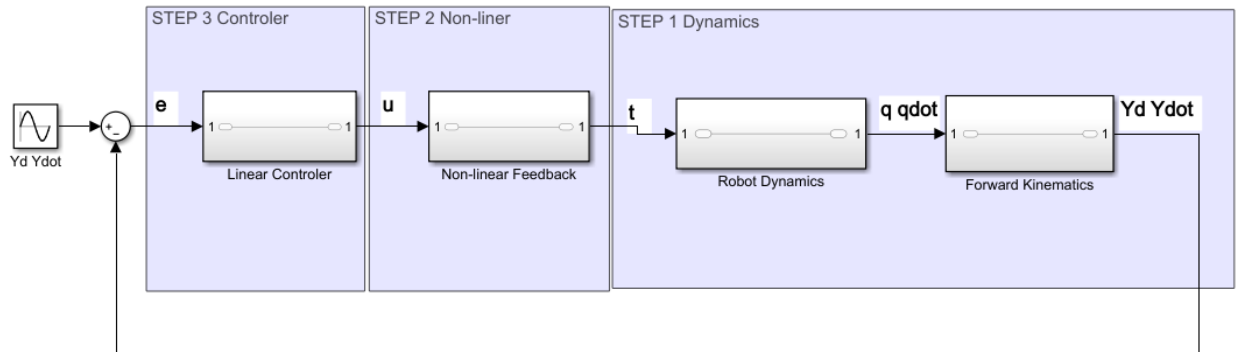 STEP 3 Controler
STEP 2 Non-liner
STEP 1 Dynamics
Yd Ydot
+
−
e
1
1
Linear Controler
u
1
1
Non-linear Feedback
t
1
1
Robot Dynamics
q qdot
1
1
Forward Kinematics
Yd Ydot